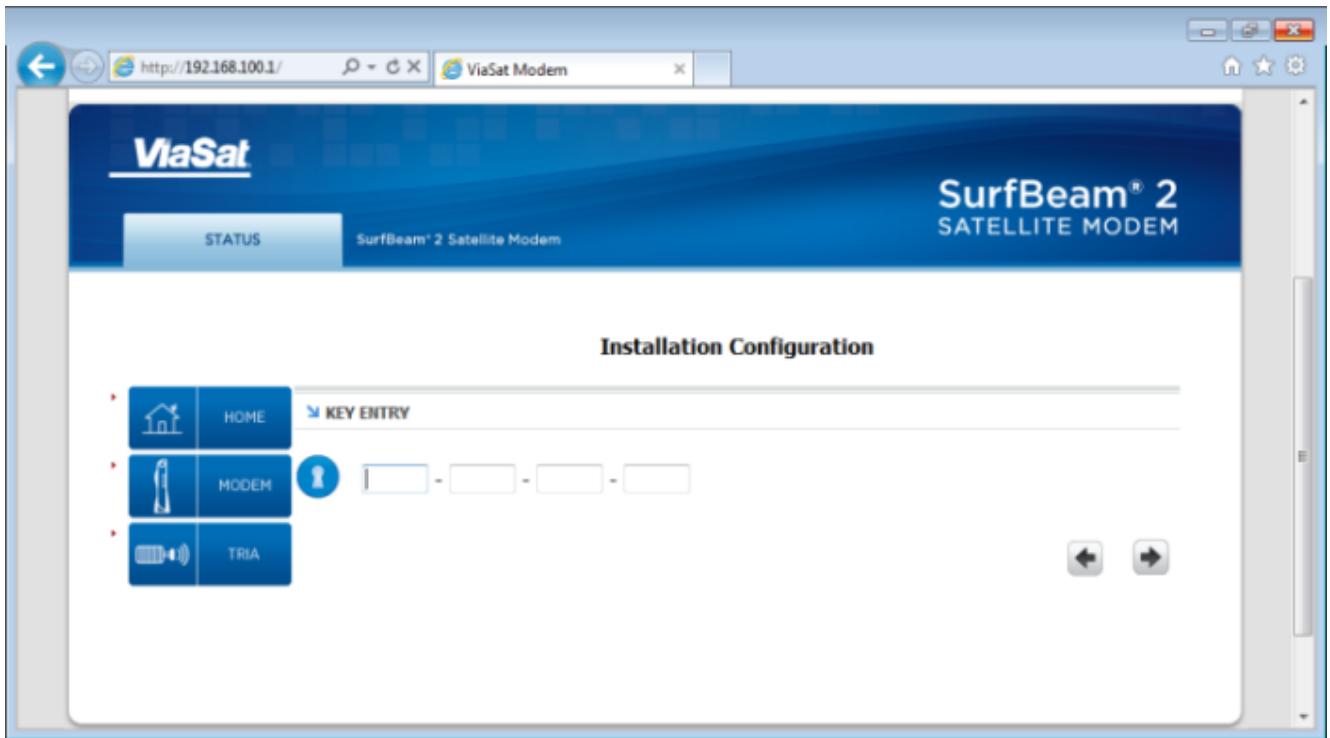 http://192.168.100.1/
ViaSat Modem
ViaSat
SurfBeam® 2
SATELLITE MODEM
STATUS
SurfBeam® 2 Satellite Modem
Installation Configuration
HOME
KEY ENTRY
MODEM
- - -
TRIA